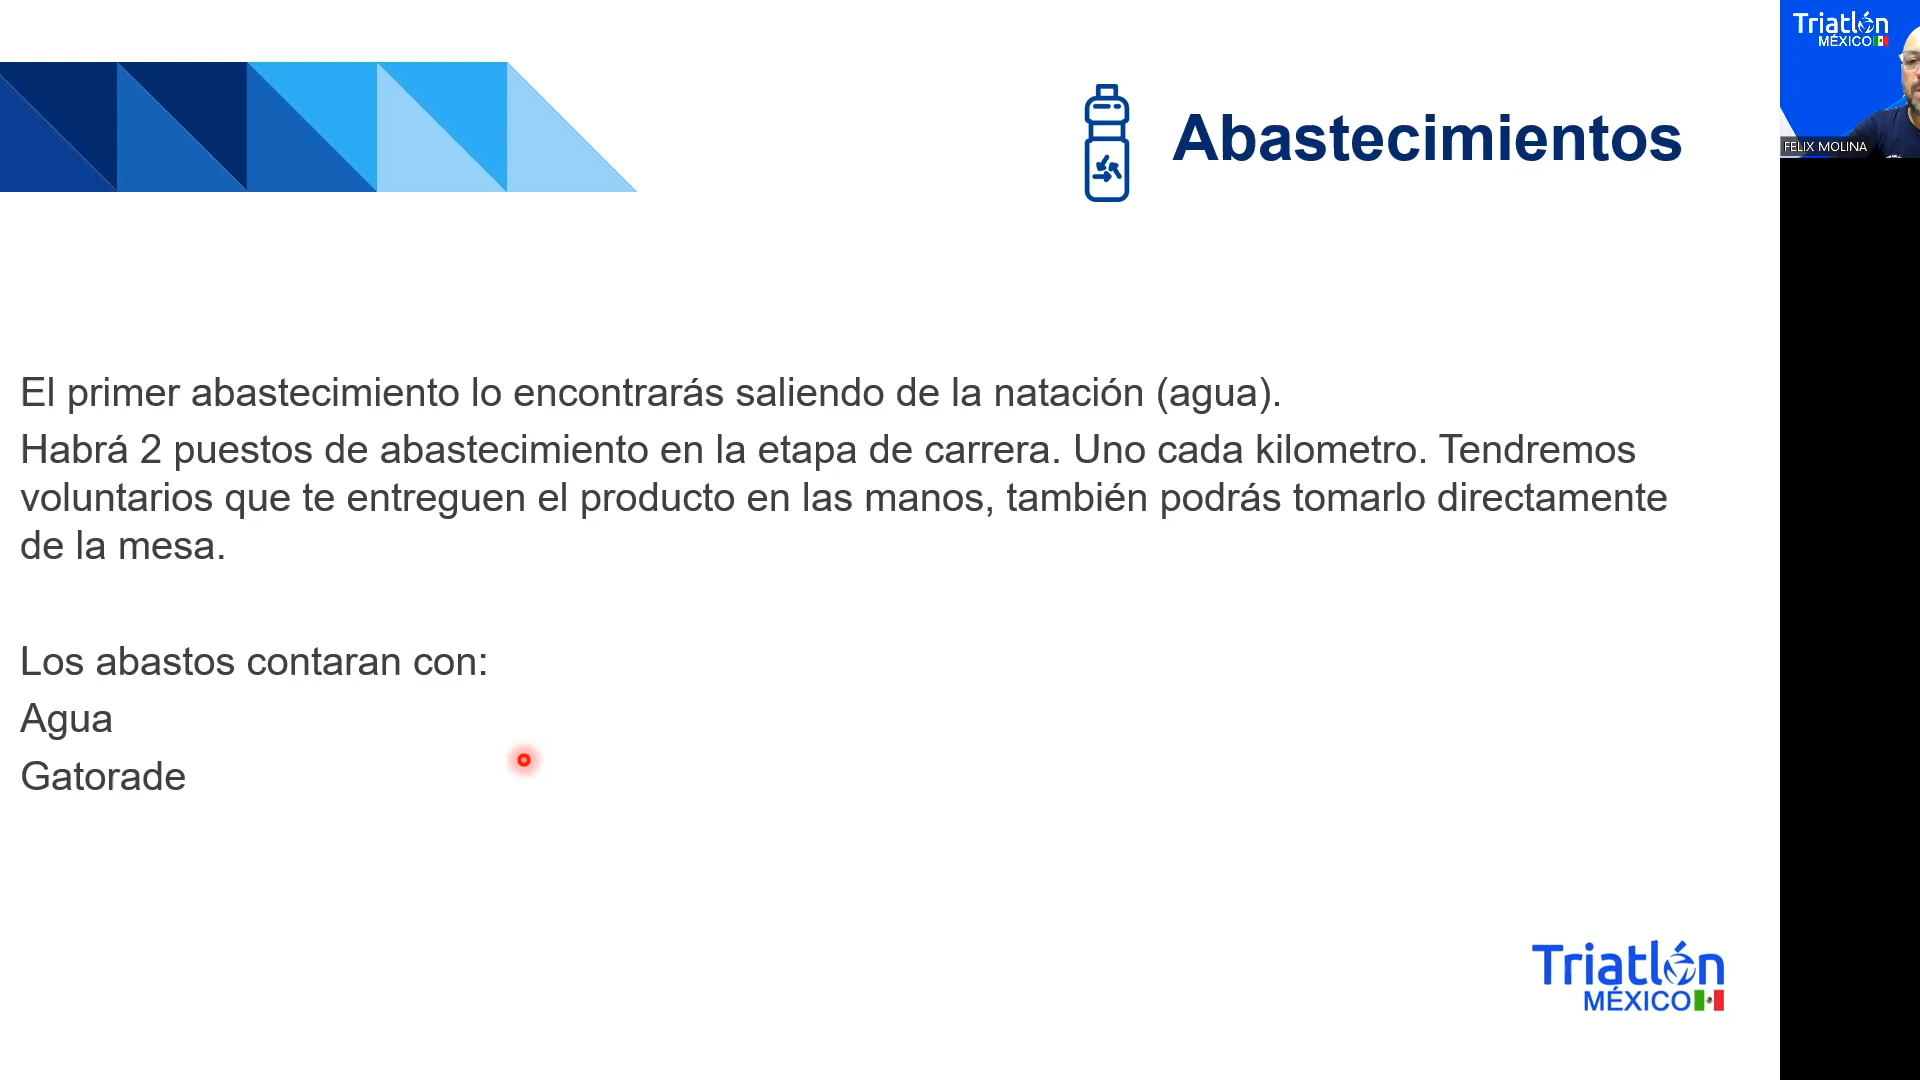 Abastecimientos
El primer abastecimiento lo encontrarás saliendo de la natación (agua).
Habrá 2 puestos de abastecimiento en la etapa de carrera. Uno cada kilometro. Tendremos
voluntarios que te entreguen el producto en las manos, también podrás tomarlo directamente
de la mesa.
Los abastos contaran con:
Agua
Gatorade
Triatlón
MÉXICO
Triatlón
MÉXICO
FELIX MOLINA